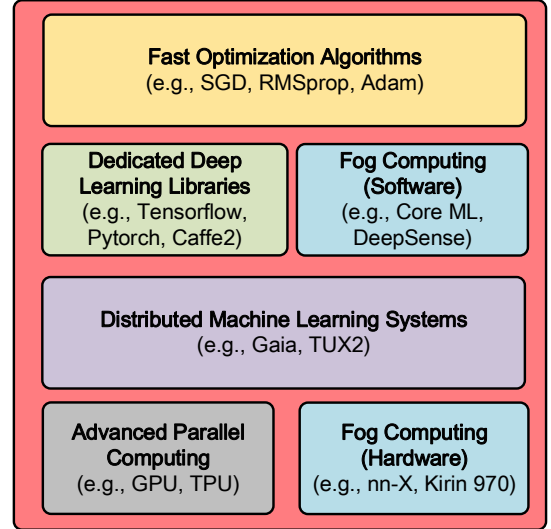 Fast Optimization Algorithms
(e.g., SGD, RMSprop, Adam)
Dedicated Deep
Learning Libraries
(e.g., Tensorflow,
Pytorch, Caffe2)
Fog Computing
(Software)
(e.g., Core ML,
DeepSense)
Distributed Machine Learning Systems
(e.g., Gaia, TUX2)
Advanced Parallel
Computing
(e.g., GPU, TPU)
Fog Computing
(Hardware)
(e.g., nn-X, Kirin 970)